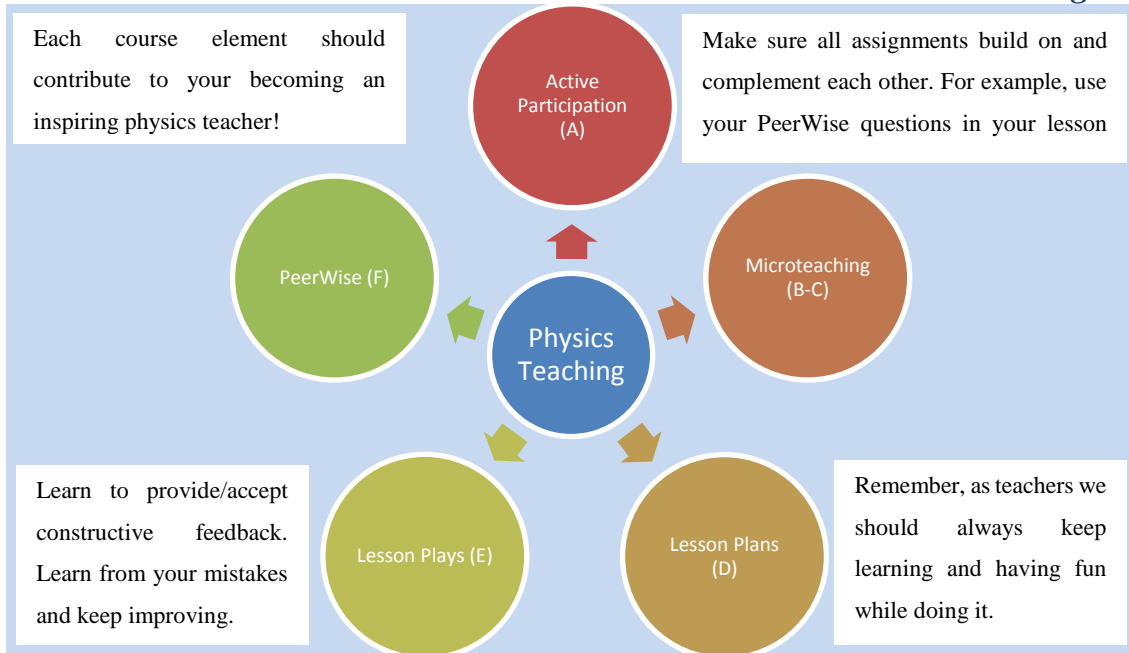 Each course element should
contribute to your becoming an
inspiring physics teacher!
Active
Participation
(A)
Make sure all assignments build on and
complement each other. For example, use
your PeerWise questions in your lesson
PeerWise (F)
Microteaching
(B-C)
Physics
Teaching
Lesson Plays (E)
Lesson Plans
(D)
Learn to provide/accept
constructive feedback.
Learn from your mistakes
and keep improving.
Remember, as teachers we
should always keep
learning and having fun
while doing it.